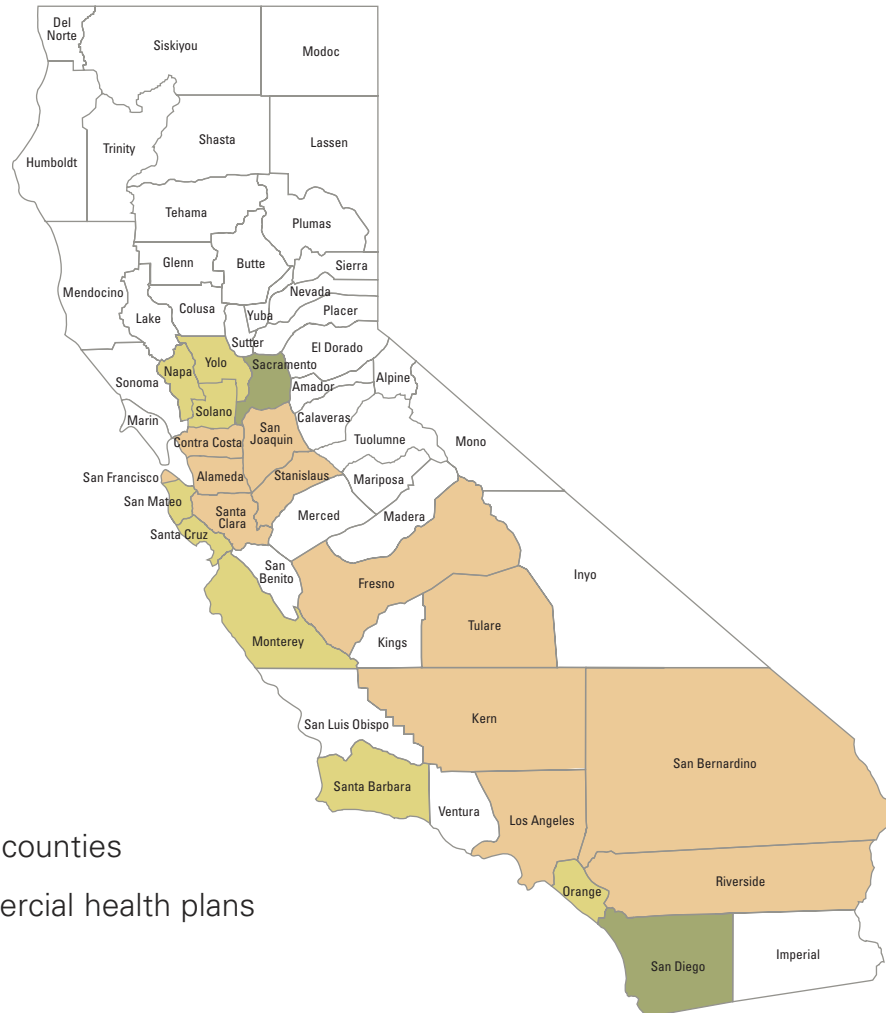 Del
Norte
Siskiyou
Modoc
Humboldt
Trinity
Shasta
Lassen
Tehama
Plumas
Glenn
Butte
Sierra
Mendocino
Lake
Colusa
Nevada
Yuba
Placer
Sutter
El Dorado
Napa
Yolo
Sacramento
Sonoma
Amador
Alpine
Solano
Marin
Calaveras
Contra Costa
San
Joaquin
Tuolumne
Mono
San Francisco
Alameda
Stanislaus
Mariposa
San Mateo
Santa
Clara
Merced
Madera
Santa Cruz
San
Benito
Fresno
Inyo
Monterey
Kings
Tulare
San Luis Obispo
Kern
San Bernardino
Santa Barbara
Ventura
Los Angeles
counties
ercial health plans
Orange
Riverside
San Diego
Imperial